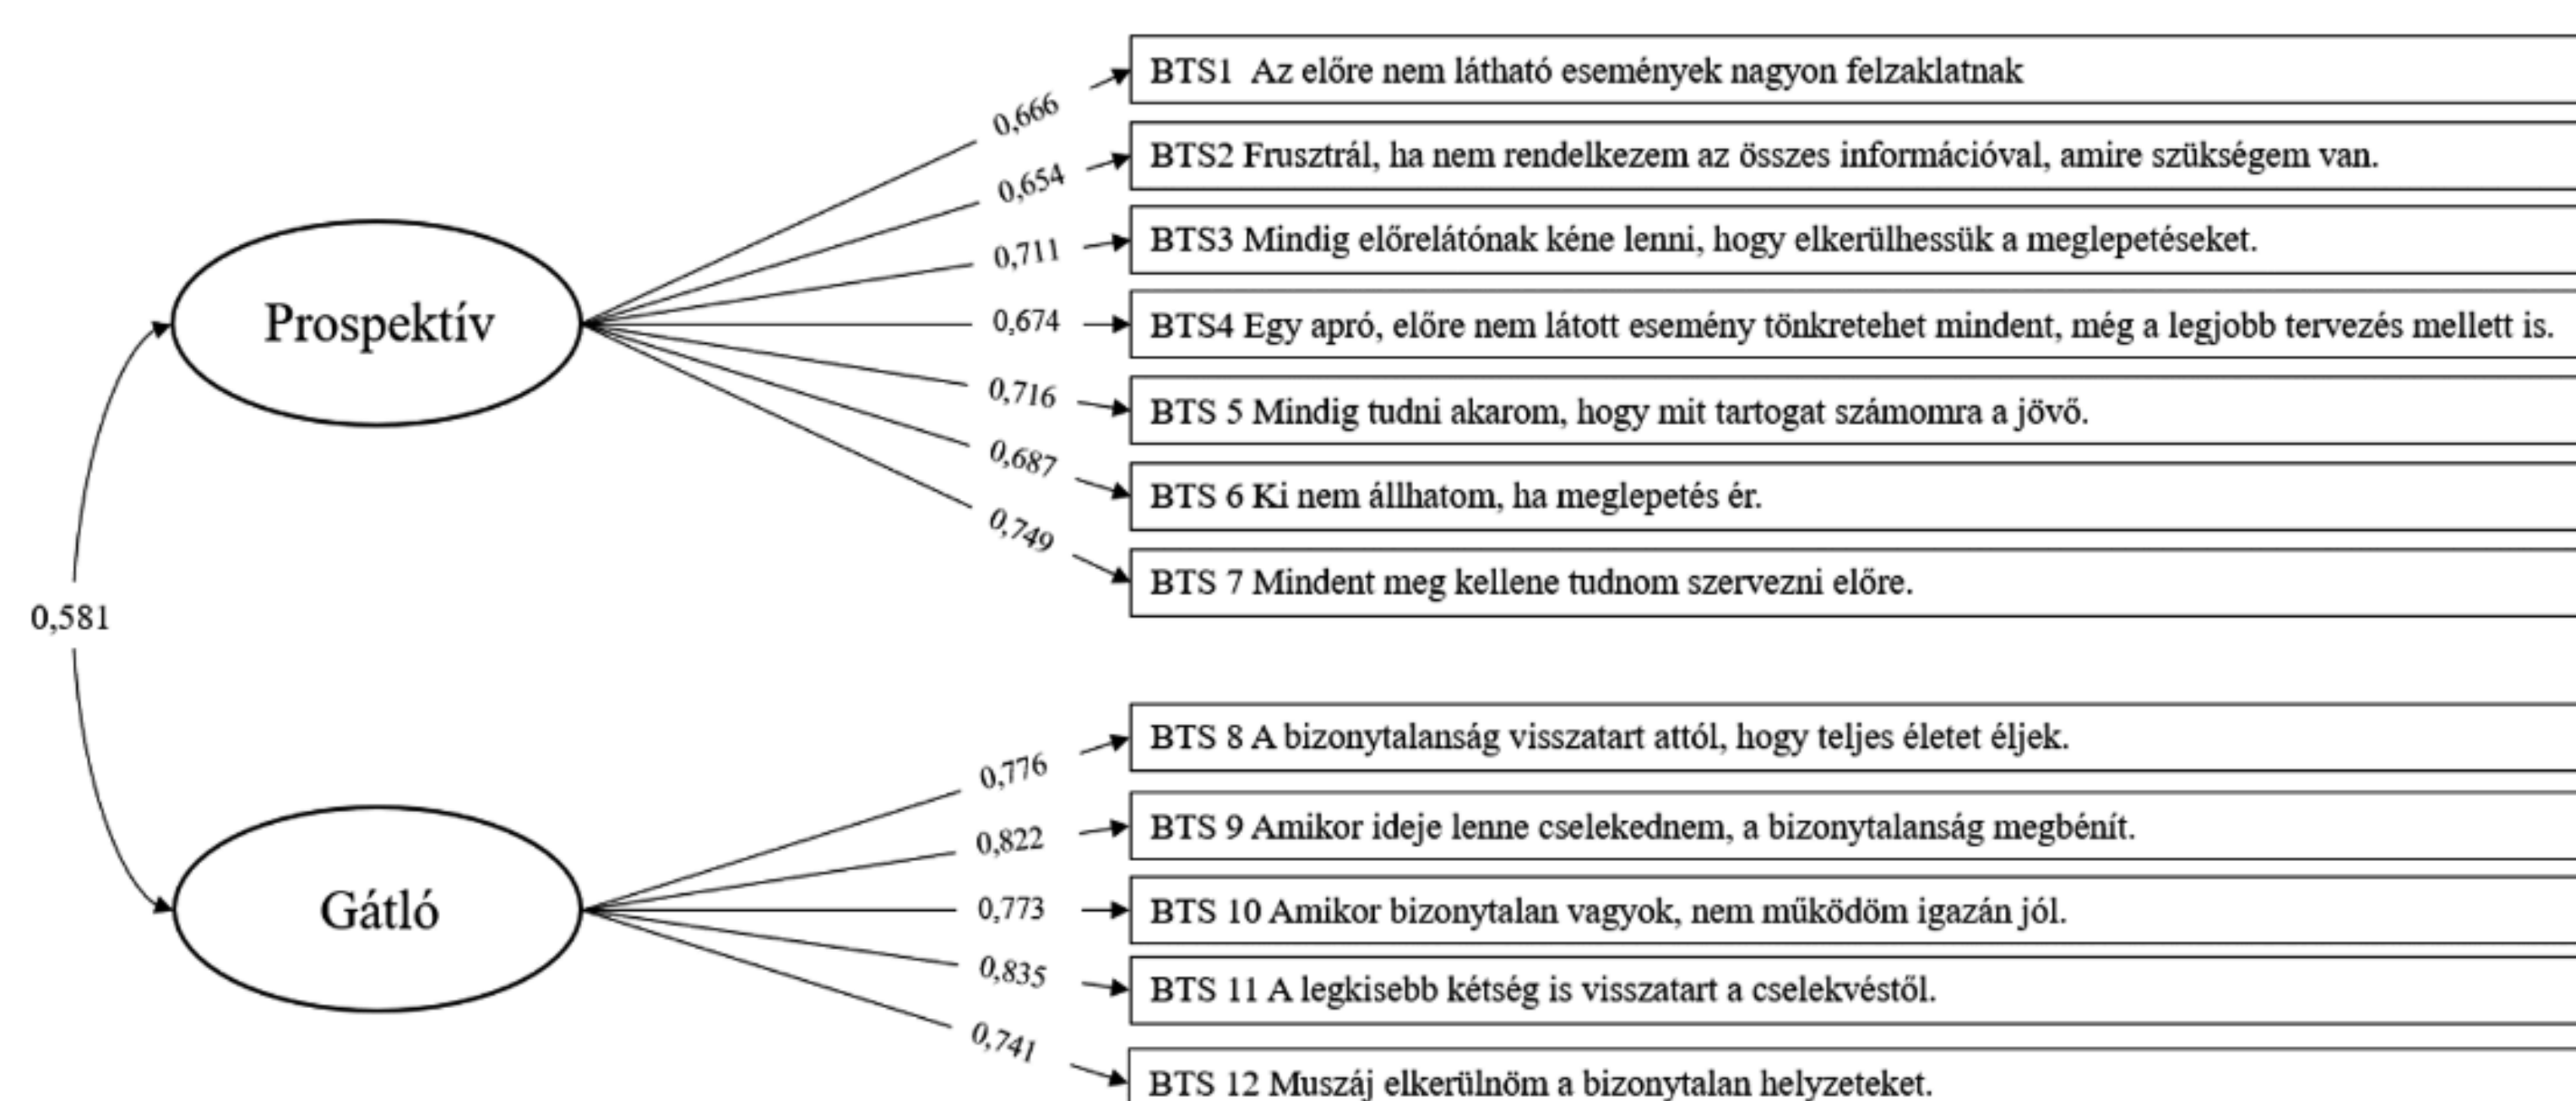 0,666
BTS1 Az előre nem látható események nagyon felzaklatnak
0,654
BTS2 Frusztrál, ha nem rendelkezem az összes információval, amire szükségem van.
0,711
BTS3 Mindig előrelátónak kéne lenni, hogy elkerülhessük a meglepetéseket.
Prospektív
0,674
BTS4 Egy apró, előre nem látott esemény tönkretehet mindent, még a legjobb tervezés mellett is.
0,716
BTS 5 Mindig tudni akarom, hogy mit tartogat számomra a jövő.
0,687
BTS 6 Ki nem állhatom, ha meglepetés ér.
0,749
BTS 7 Mindent meg kellene tudnom szervezni előre.
0,581
0,776
BTS 8 A bizonytalanság visszatart attól, hogy teljes életet éljek.
0,822
BTS 9 Amikor ideje lenne cselekednem, a bizonytalanság megbénít.
Gátló
0,773
BTS 10 Amikor bizonytalan vagyok, nem működöm igazán jól.
0,835
BTS 11 A legkisebb kétség is visszatart a cselekvéstől.
0,741
BTS 12 Muszáj elkerülnöm a bizonytalan helyzeteket.